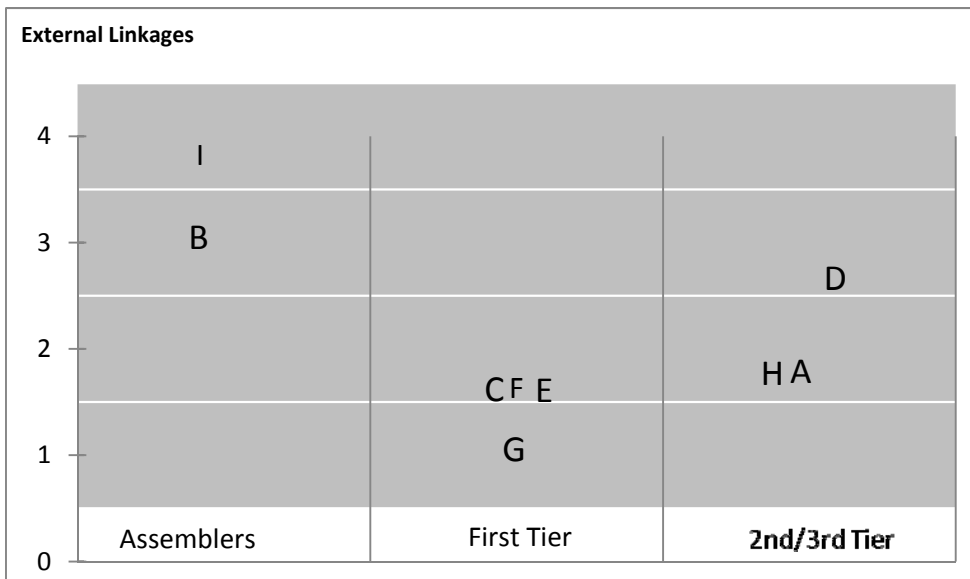 External Linkages
4
I
B
3
D
2
H A
C F E
G
1
Assemblers First Tier 2nd/3rd Tier
0